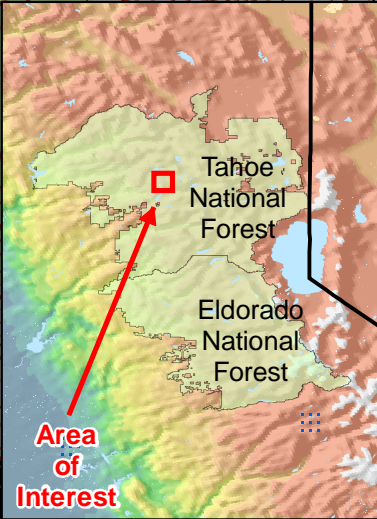 Tahoe
National
Forest
Eldorado
National
Forest
Area
of
Interest